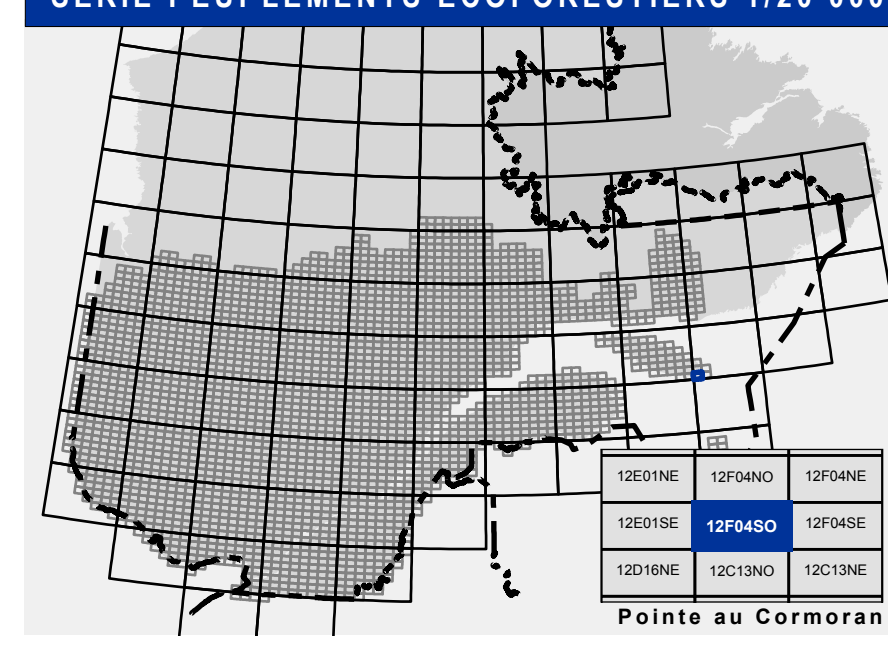 SÉRIE PEUPLEMENTS ÉCOFORESTIERS 1/20 000
12E01NE 12F04NO 12F04NE
12E01SE 12F04SO 12F04SE
12D16NE 12C13NO 12C13NE
Pointe au Cormoran